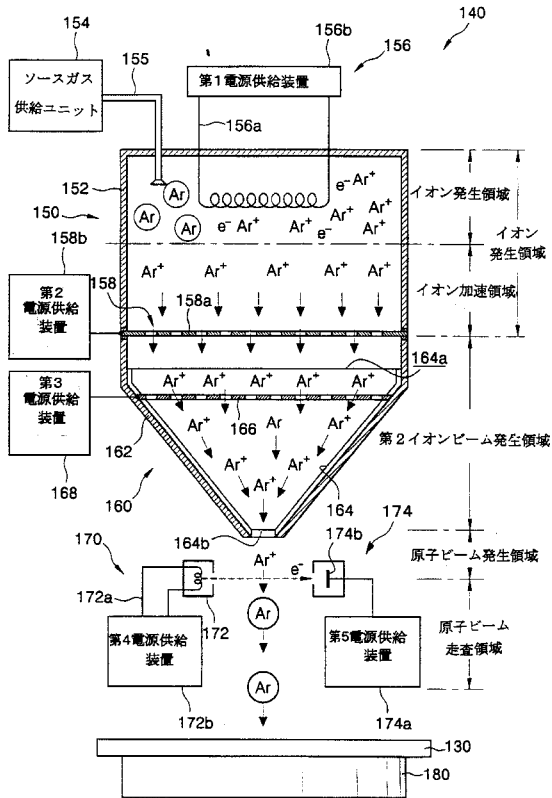 154
156b
156
140
ソースガス
供給ユニット
155
第1電源供給装置
156a
152
Ar
Ar
Ar
e⁻ Ar⁺
Ar⁺
Ar⁺
e⁻ Ar⁺
Ar⁺
e⁻
Ar⁺
イオン発生領域
イオン
発生領域
150
158b
第2
電源供給
装置
158
158a
Ar⁺
Ar⁺
Ar⁺
Ar⁺
Ar⁺
イオン加速領域
164a
第3
電源供給
装置
162
168
160
Ar⁺
Ar⁺
Ar⁺
Ar⁺
Ar⁺
166
Ar⁺
Ar
Ar⁺
Ar⁺
Ar⁺
Ar⁺
Ar⁺
164
第2イオンビーム発生領域
164b
170
172a
172
第4電源供給
装置
172b
Ar⁺
e⁻
Ar
Ar
174b
174
第5電源供給
装置
174a
原子ビーム発生領域
原子ビーム
走査領域
130
180